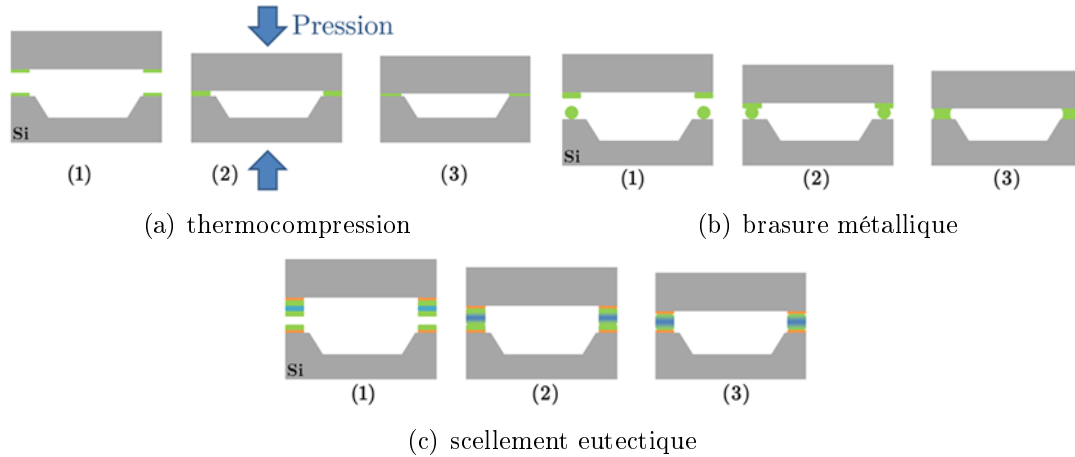 Pression
Si
(1)
(2)
(3)
(a) thermocompression
Si
(1)
(2)
(3)
(b) brasure métallique
Si
(1)
(2)
(3)
(c) scellement eutectique